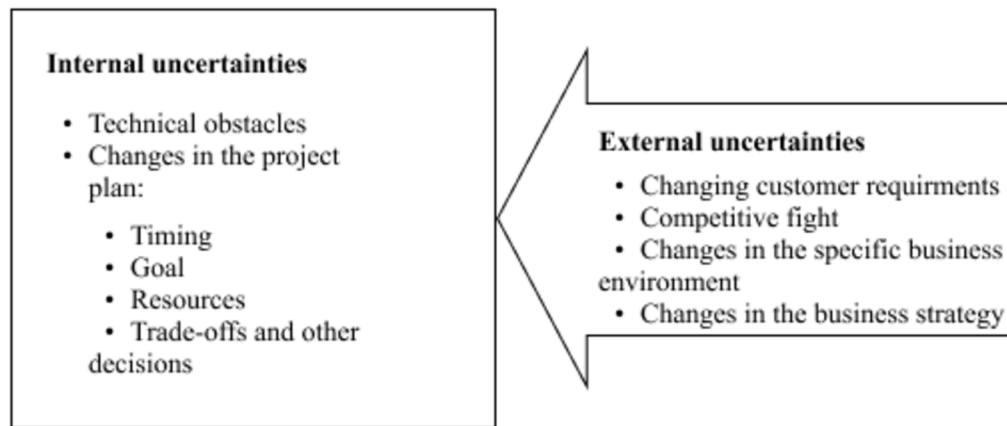 Internal uncertainties
• Technical obstacles
• Changes in the project
plan:
• Timing
• Goal
• Resources
• Trade-offs and other
decisions
External uncertainties
• Changing customer requirments
• Competitive fight
• Changes in the specific business
environment
• Changes in the business strategy